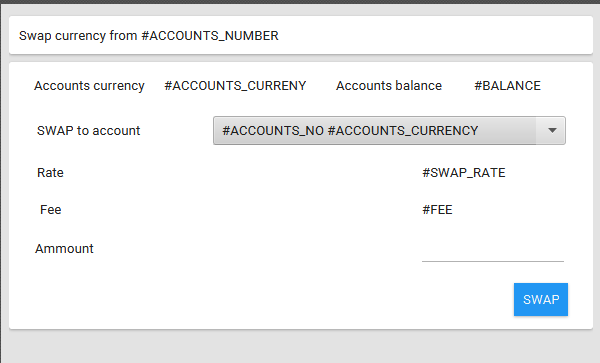 Swap currency from #ACCOUNTS_NUMBER
Accounts currency #ACCOUNTS_CURRENY Accounts balance #BALANCE
SWAP to account #ACCOUNTS_NO #ACCOUNTS_CURRENCY
Rate #SWAP_RATE
Fee #FEE
Ammount
SWAP